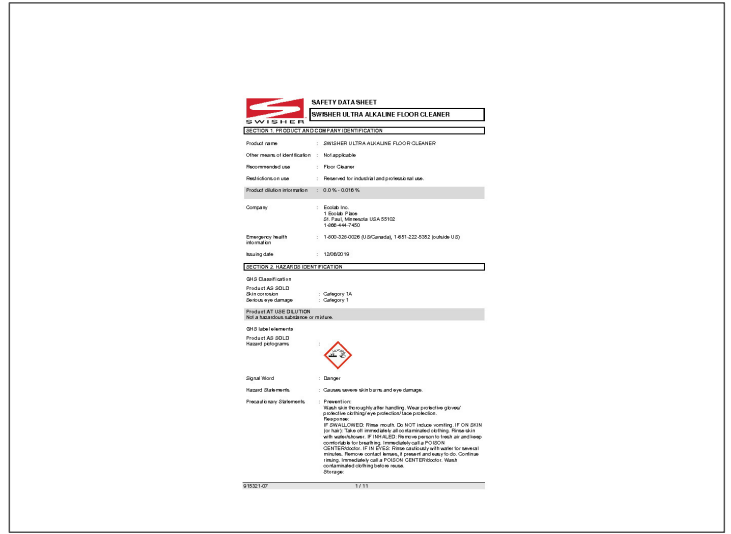 SAFETY DATA SHEET
SWISHER
SWISHER ULTRA ALKALINE FLOOR CLEANER
SECTION 1. PRODUCT AND COMPANY IDENTIFICATION
Product name : SWISHER ULTRA ALKALINE FLOOR CLEANER
Other means of identification : Not applicable
Recommended use : Floor Cleaner
Restrictions on use : Reserved for industrial and professional use.
Product dilution information : 0.0 % - 0.016 %
Company : Ecolab Inc.
1 Ecolab Place
St. Paul, Minnesota USA 55102
1-866-444-7450
Emergency health : 1-800-328-0026 (US/Canada), 1-651-222-5352 (outside US)
information
Issuing date : 12/06/2019
SECTION 2. HAZARDS IDENTIFICATION
GHS Classification
Product AS SOLD
Skin corrosion : Category 1A
Serious eye damage : Category 1
Product AT USE DILUTION
Not a hazardous substance or mixture.
GHS label elements
Product AS SOLD
Hazard pictograms :
Signal Word : Danger
Hazard Statements : Causes severe skin burns and eye damage.
Precautionary Statements : Prevention:
Wash skin thoroughly after handling. Wear protective gloves/
protective clothing/ eye protection/ face protection.
Response:
IF SWALLOWED: Rinse mouth. Do NOT induce vomiting. IF ON SKIN
(or hair): Take off immediately all contaminated clothing. Rinse skin
with water/shower. IF INHALED: Remove person to fresh air and keep
comfortable for breathing. Immediately call a POISON
CENTER/doctor. IF IN EYES: Rinse cautiously with water for several
minutes. Remove contact lenses, if present and easy to do. Continue
rinsing. Immediately call a POISON CENTER/doctor. Wash
contaminated clothing before reuse.
Storage:
915321-07 1 / 11